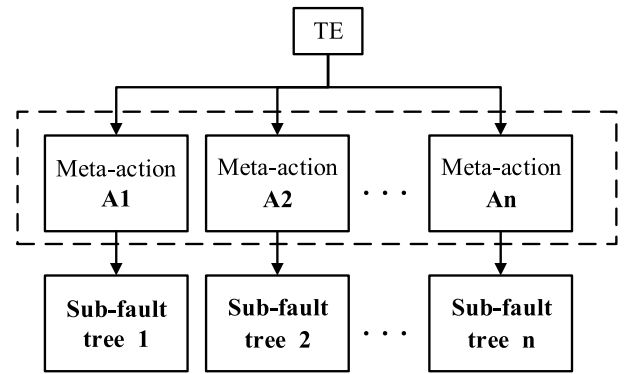 TE
Meta-action
A1
Meta-action
A2
. . .
Meta-action
An
Sub-fault
tree 1
Sub-fault
tree 2
. . .
Sub-fault
tree n